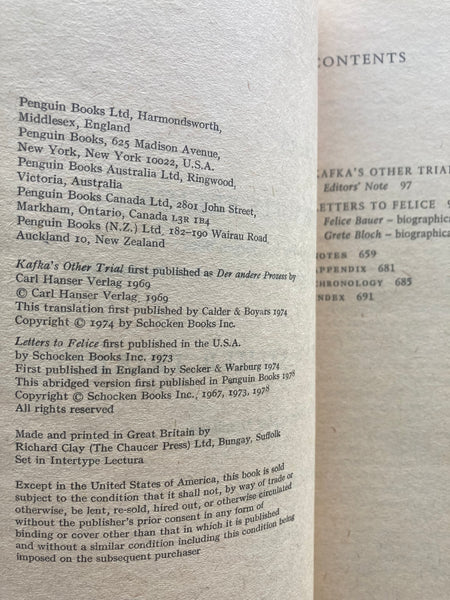 Penguin Books Ltd, Harmondsworth,
Middlesex, England
Penguin Books, 625 Madison Avenue,
New York, New York 10022, U.S.A.
Penguin Books Australia Ltd, Ringwood,
Victoria, Australia
Penguin Books Canada Ltd, 2801 John Street,
Markham, Ontario, Canada L3R 1B4
Penguin Books (N.Z.) Ltd, 182–190 Wairau Road,
Auckland 10, New Zealand
Kafka's Other Trial first published as Der andere Prozess by
Carl Hanser Verlag 1969
© Carl Hanser Verlag, 1969
This translation first published by Calder & Boyars 1974
Copyright © 1974 by Schocken Books Inc.
Letters to Felice first published in the U.S.A.
by Schocken Books Inc. 1973
First published in England by Secker & Warburg 1974
This abridged version first published in Penguin Books 1978
Copyright © Schocken Books Inc., 1967, 1973, 1978
All rights reserved
Made and printed in Great Britain by
Richard Clay (The Chaucer Press) Ltd, Bungay, Suffolk
Set in Intertype Lectura
Except in the United States of America, this book is sold
subject to the condition that it shall not, by way of trade or
otherwise, be lent, re-sold, hired out, or otherwise circulated
without the publisher's prior consent in any form of
binding or cover other than that in which it is published
and without a similar condition including this condition being
imposed on the subsequent purchaser
CONTENTS
KAFKA'S OTHER TRIAL
Editors' Note 97
LETTERS TO FELICE 9
Felice Bauer – biographica
Grete Bloch – biographica
NOTES 659
APPENDIX 681
CHRONOLOGY 685
INDEX 691